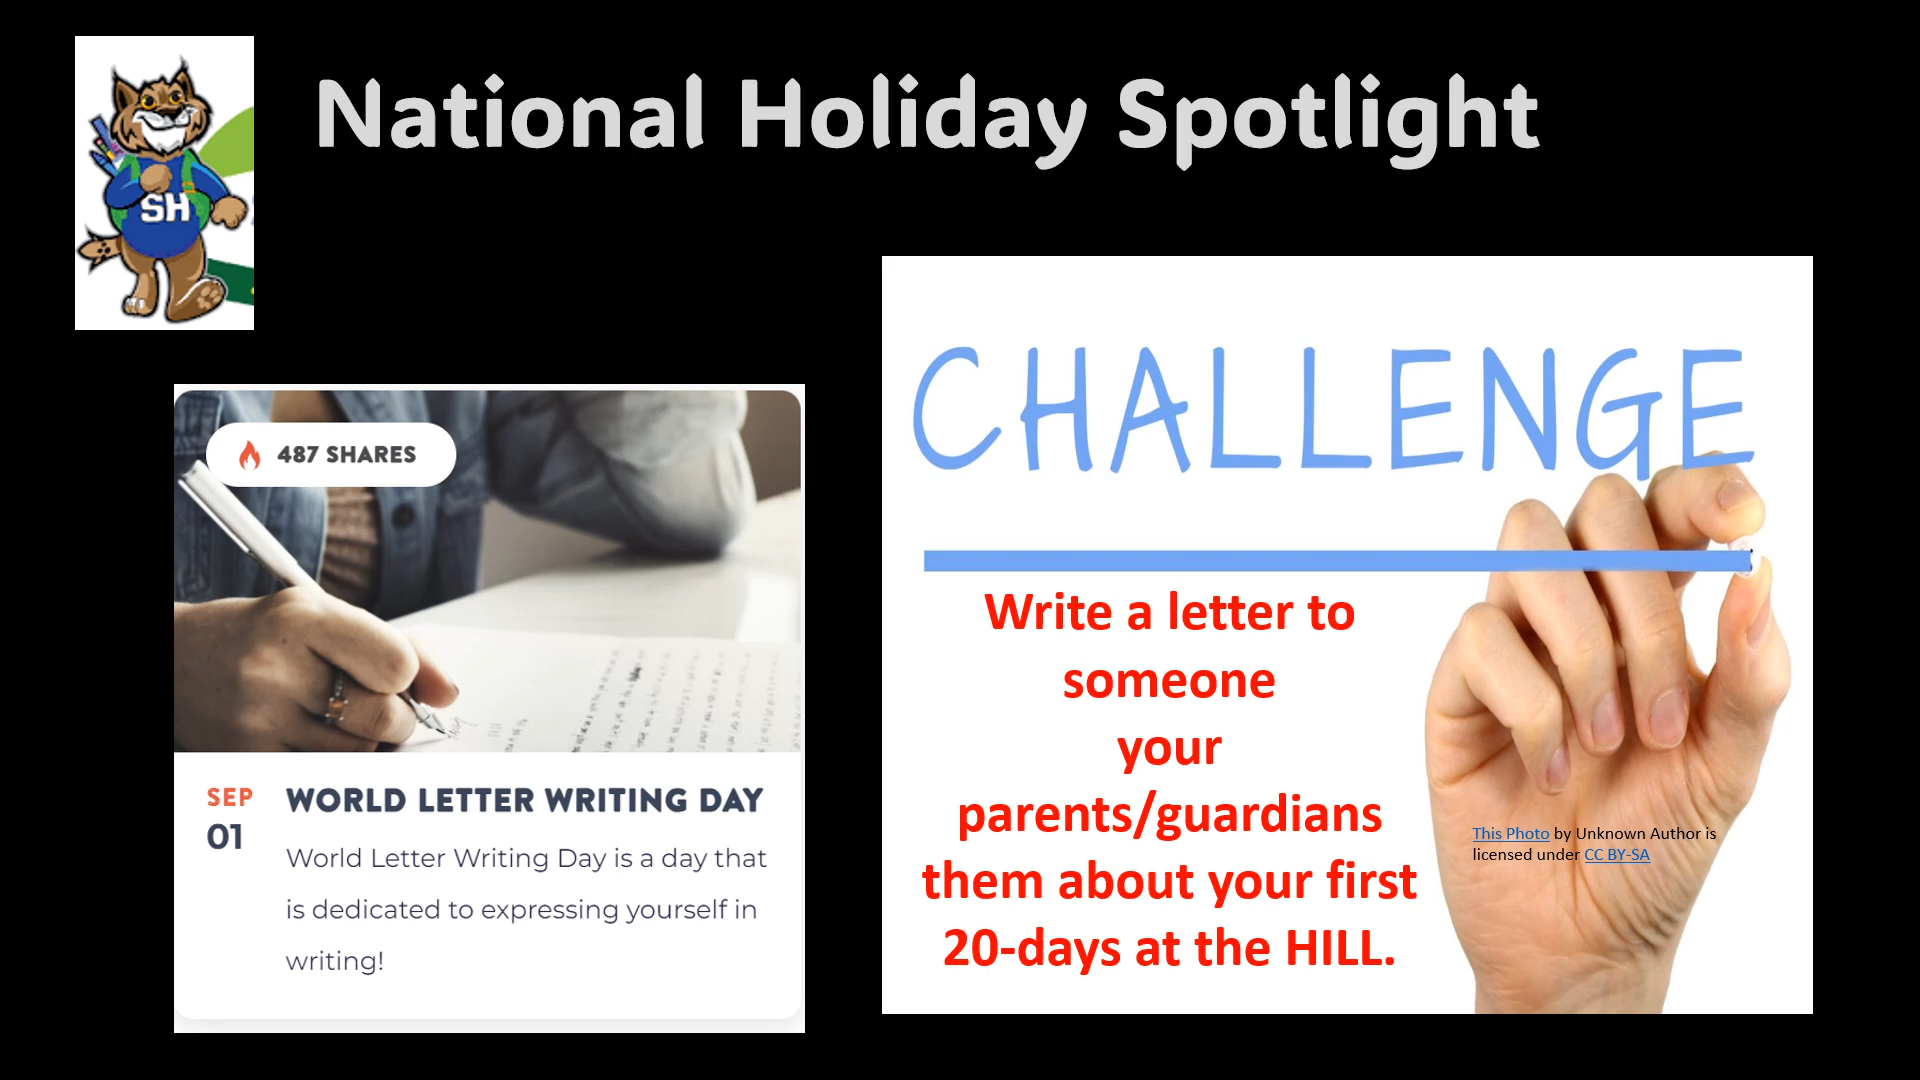 National Holiday Spotlight
SH
487 SHARES
SEP
01
WORLD LETTER WRITING DAY
World Letter Writing Day is a day that
is dedicated to expressing yourself in
writing!
CHALLENGE
Write a letter to
someone
your
parents/guardians
them about your first
20-days at the HILL.
This Photo by Unknown Author is
licensed under CC BY-SA